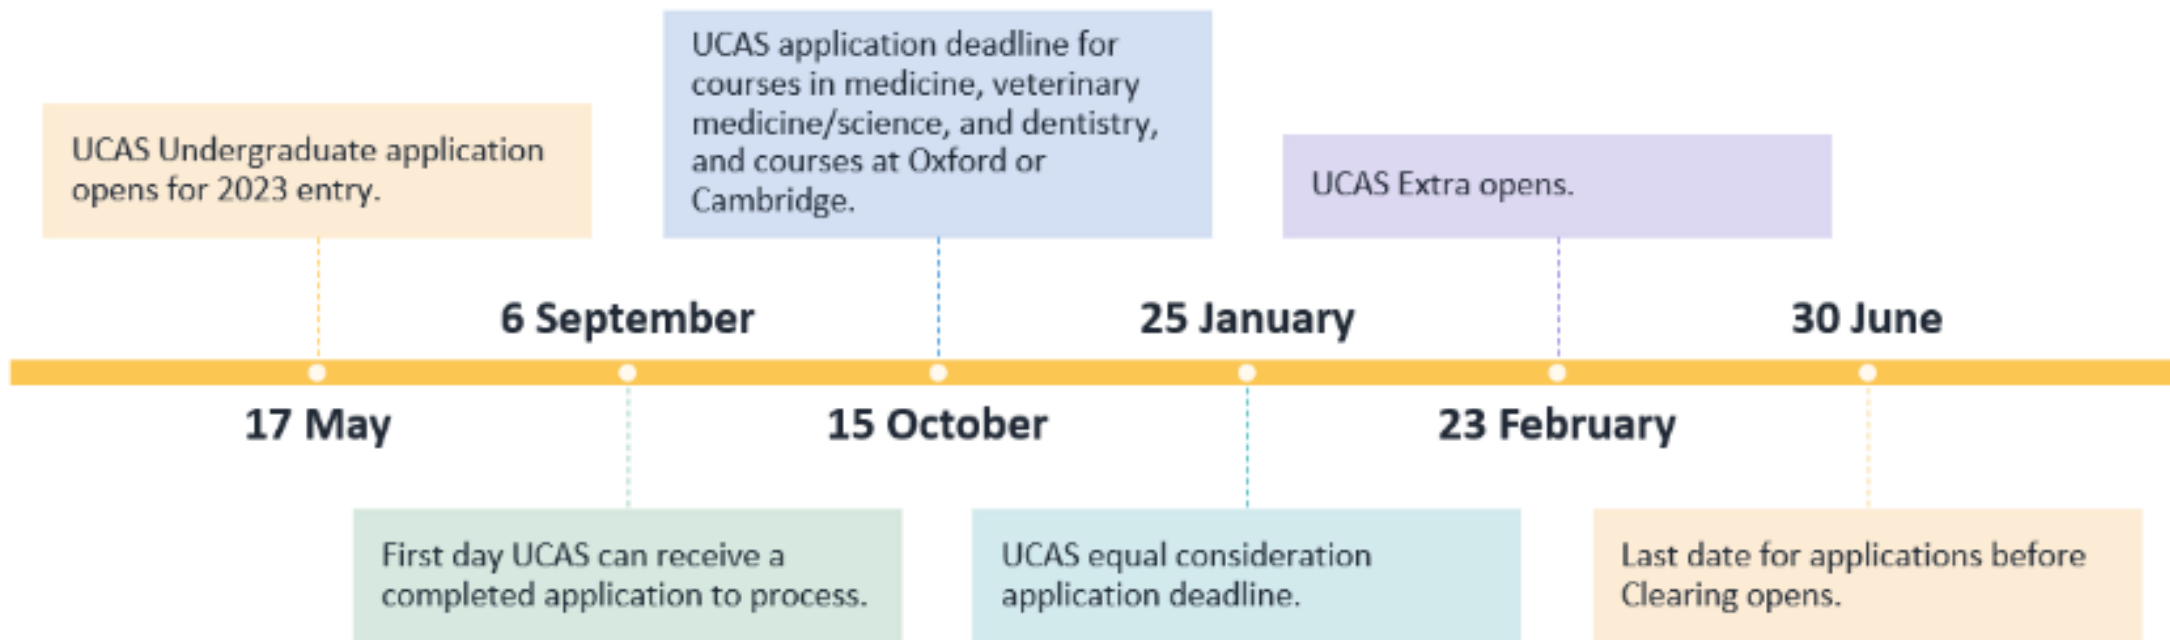 UCAS Undergraduate application
opens for 2023 entry.
17 May
6 September
First day UCAS can receive a
completed application to process.
UCAS application deadline for
courses in medicine, veterinary
medicine/science, and dentistry,
and courses at Oxford or
Cambridge.
15 October
25 January
UCAS equal consideration
application deadline.
UCAS Extra opens.
23 February
30 June
Last date for applications before
Clearing opens.